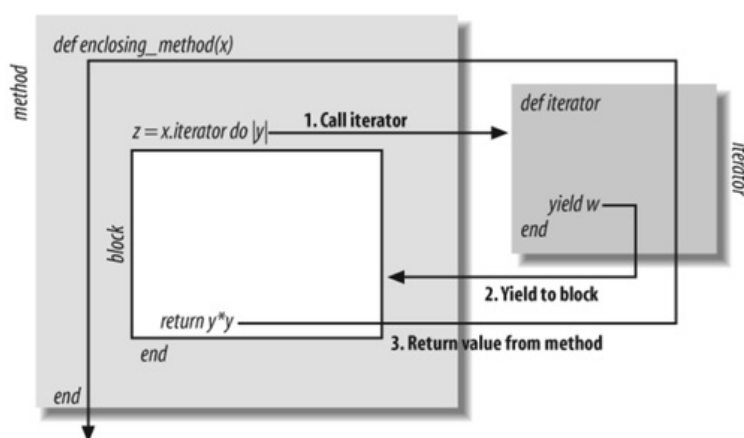 def enclosing_method(x)
method
def iterator
1. Call iterator
z = x.iterator do |y|
iterator
block
yield w
end
2. Yield to block
return y*y
3. Return value from method
end
end